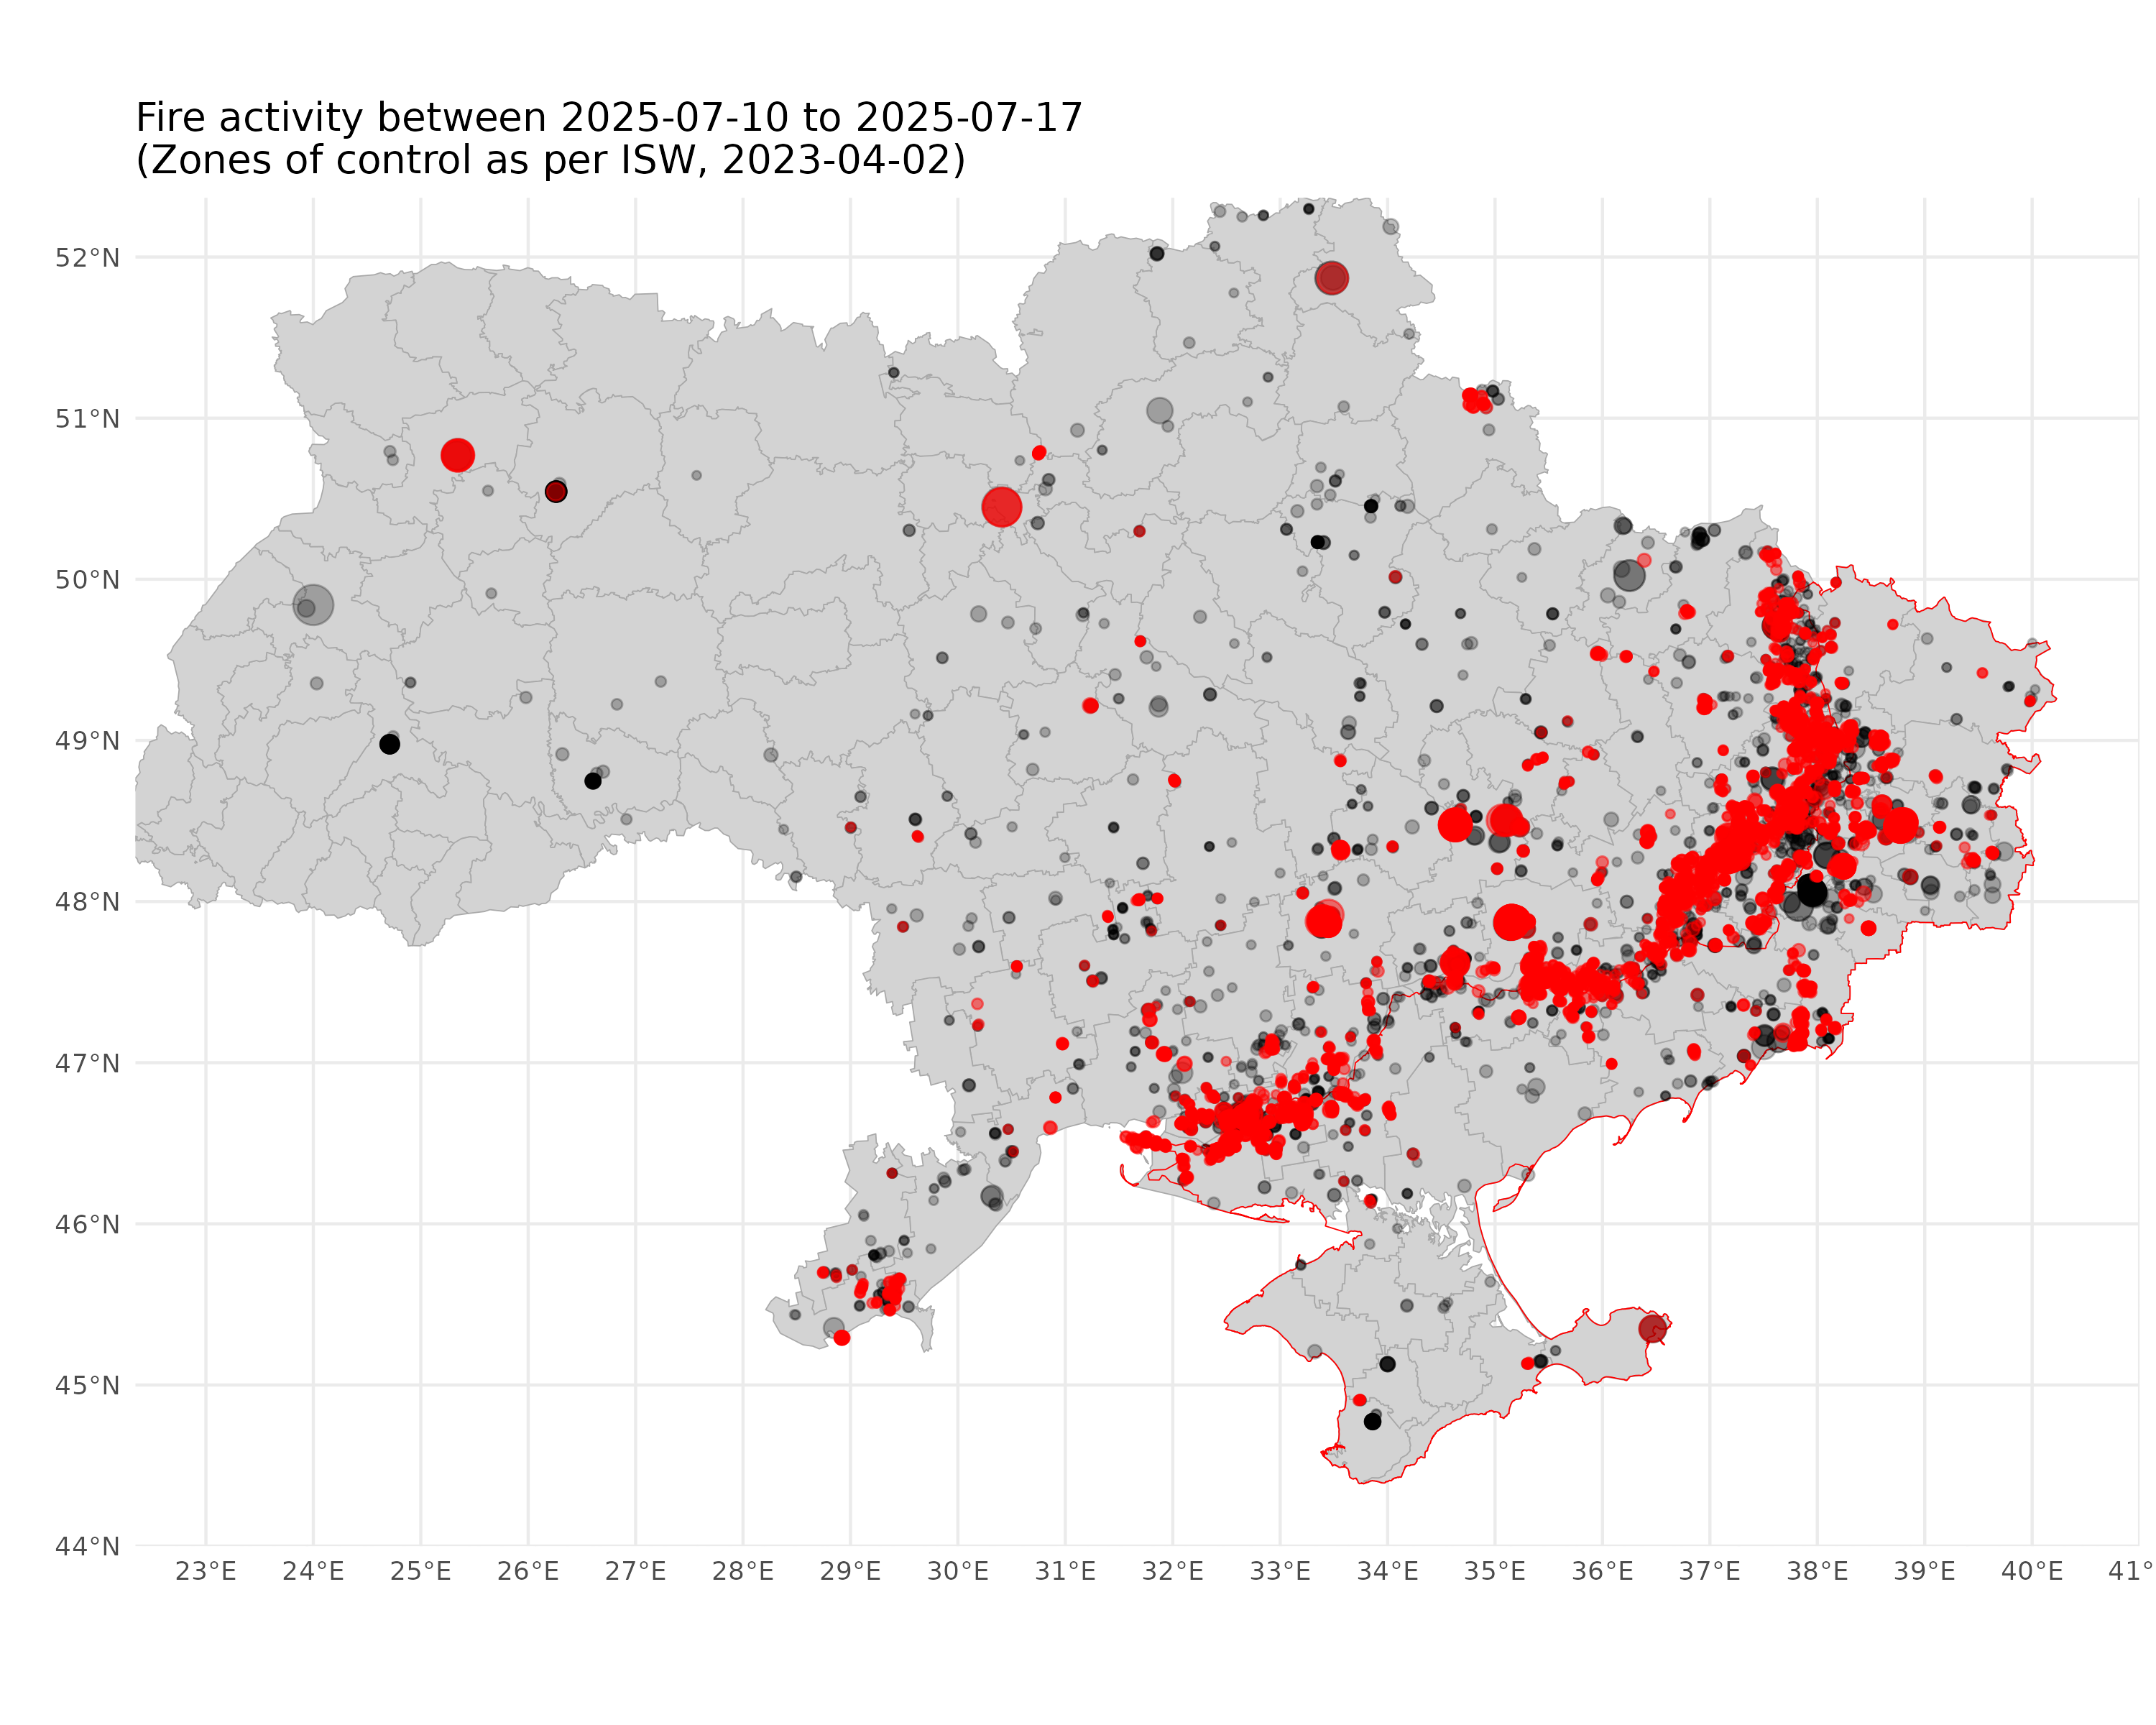 Fire activity between 2025-07-10 to 2025-07-17
(Zones of control as per ISW, 2023-04-02)
52°N
51°N
50°N
49°N
48°N
47°N
46°N
45°N
44°N
23°E 24°E 25°E 26°E 27°E 28°E 29°E 30°E 31°E 32°E 33°E 34°E 35°E 36°E 37°E 38°E 39°E 40°E 41°